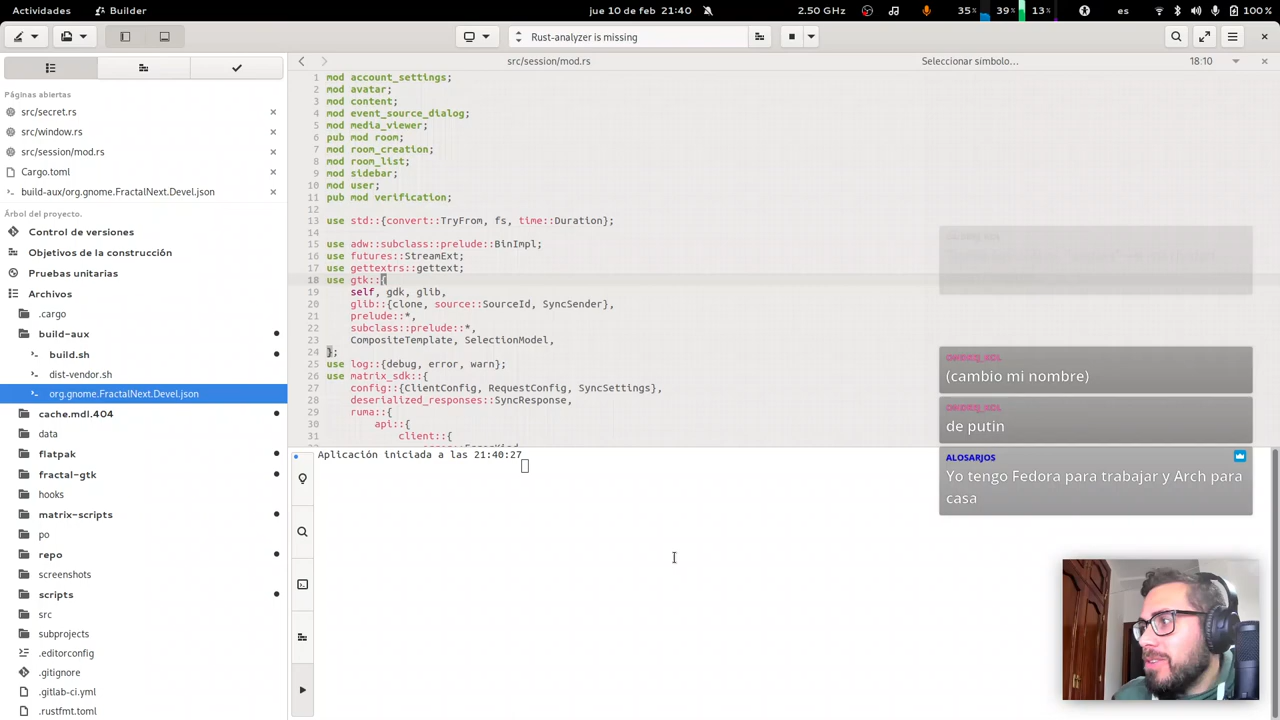 Actividades Builder jue 10 de feb 21:40 2.50 GHz 35% 39% 13% es 100 %
Rust-analyzer is missing
src/session/mod.rs Seleccionar símbolo… 18:10
Páginas abiertas
src/secret.rs
src/window.rs
src/session/mod.rs
Cargo.toml
build-aux/org.gnome.FractalNext.Devel.json
Árbol del proyecto.
Control de versiones
Objetivos de la construcción
Pruebas unitarias
Archivos
.cargo
build-aux
build.sh
dist-vendor.sh
org.gnome.FractalNext.Devel.json
cache.mdl.404
data
flatpak
fractal-gtk
hooks
matrix-scripts
po
repo
screenshots
scripts
src
subprojects
.editorconfig
.gitignore
.gitlab-ci.yml
.rustfmt.toml
1 mod account_settings;
2 mod avatar;
3 mod content;
4 mod event_source_dialog;
5 mod media_viewer;
6 pub mod room;
7 mod room_creation;
8 mod room_list;
9 mod sidebar;
10 mod user;
11 pub mod verification;
12
13 use std::{convert::TryFrom, fs, time::Duration};
14
15 use adw::subclass::prelude::BinImpl;
16 use futures::StreamExt;
17 use gettextrs::gettext;
18 use gtk::{
19 self, gdk, glib,
20 glib::{clone, source::SourceId, SyncSender},
21 prelude::*,
22 subclass::prelude::*,
23 CompositeTemplate, SelectionModel,
24 };
25 use log::{debug, error, warn};
26 use matrix_sdk::{
27 config::{ClientConfig, RequestConfig, SyncSettings},
28 deserialized_responses::SyncResponse,
29 ruma::{
30 api::{
31 client::{
Aplicación iniciada a las 21:40:27
(cambio mi nombre)
de putin
ALOSARJOS
Yo tengo Fedora para trabajar y Arch para
casa